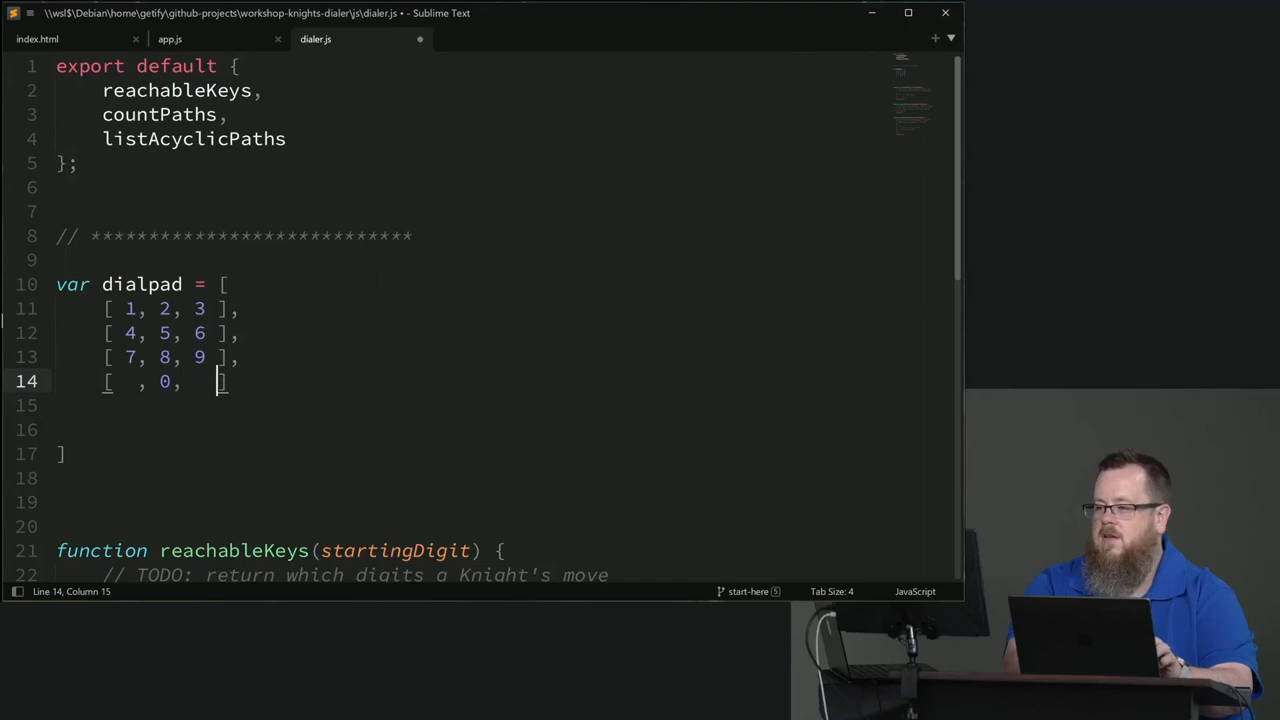 \\wsl$\Debian\home\getify\github-projects\workshop-knights-dialer\js\dialer.js • - Sublime Text
index.html
app.js
dialer.js
1 export default {
2 reachableKeys,
3 countPaths,
4 listAcyclicPaths
5 };
6
7
8 // ****************************
9
10 var dialpad = [
11 [ 1, 2, 3 ],
12 [ 4, 5, 6 ],
13 [ 7, 8, 9 ],
14 [ , 0, ]
15
16
17 ]
18
19
20
21 function reachableKeys(startingDigit) {
22 // TODO: return which digits a Knight's move
Line 14, Column 15
start-here 5
Tab Size: 4
JavaScript